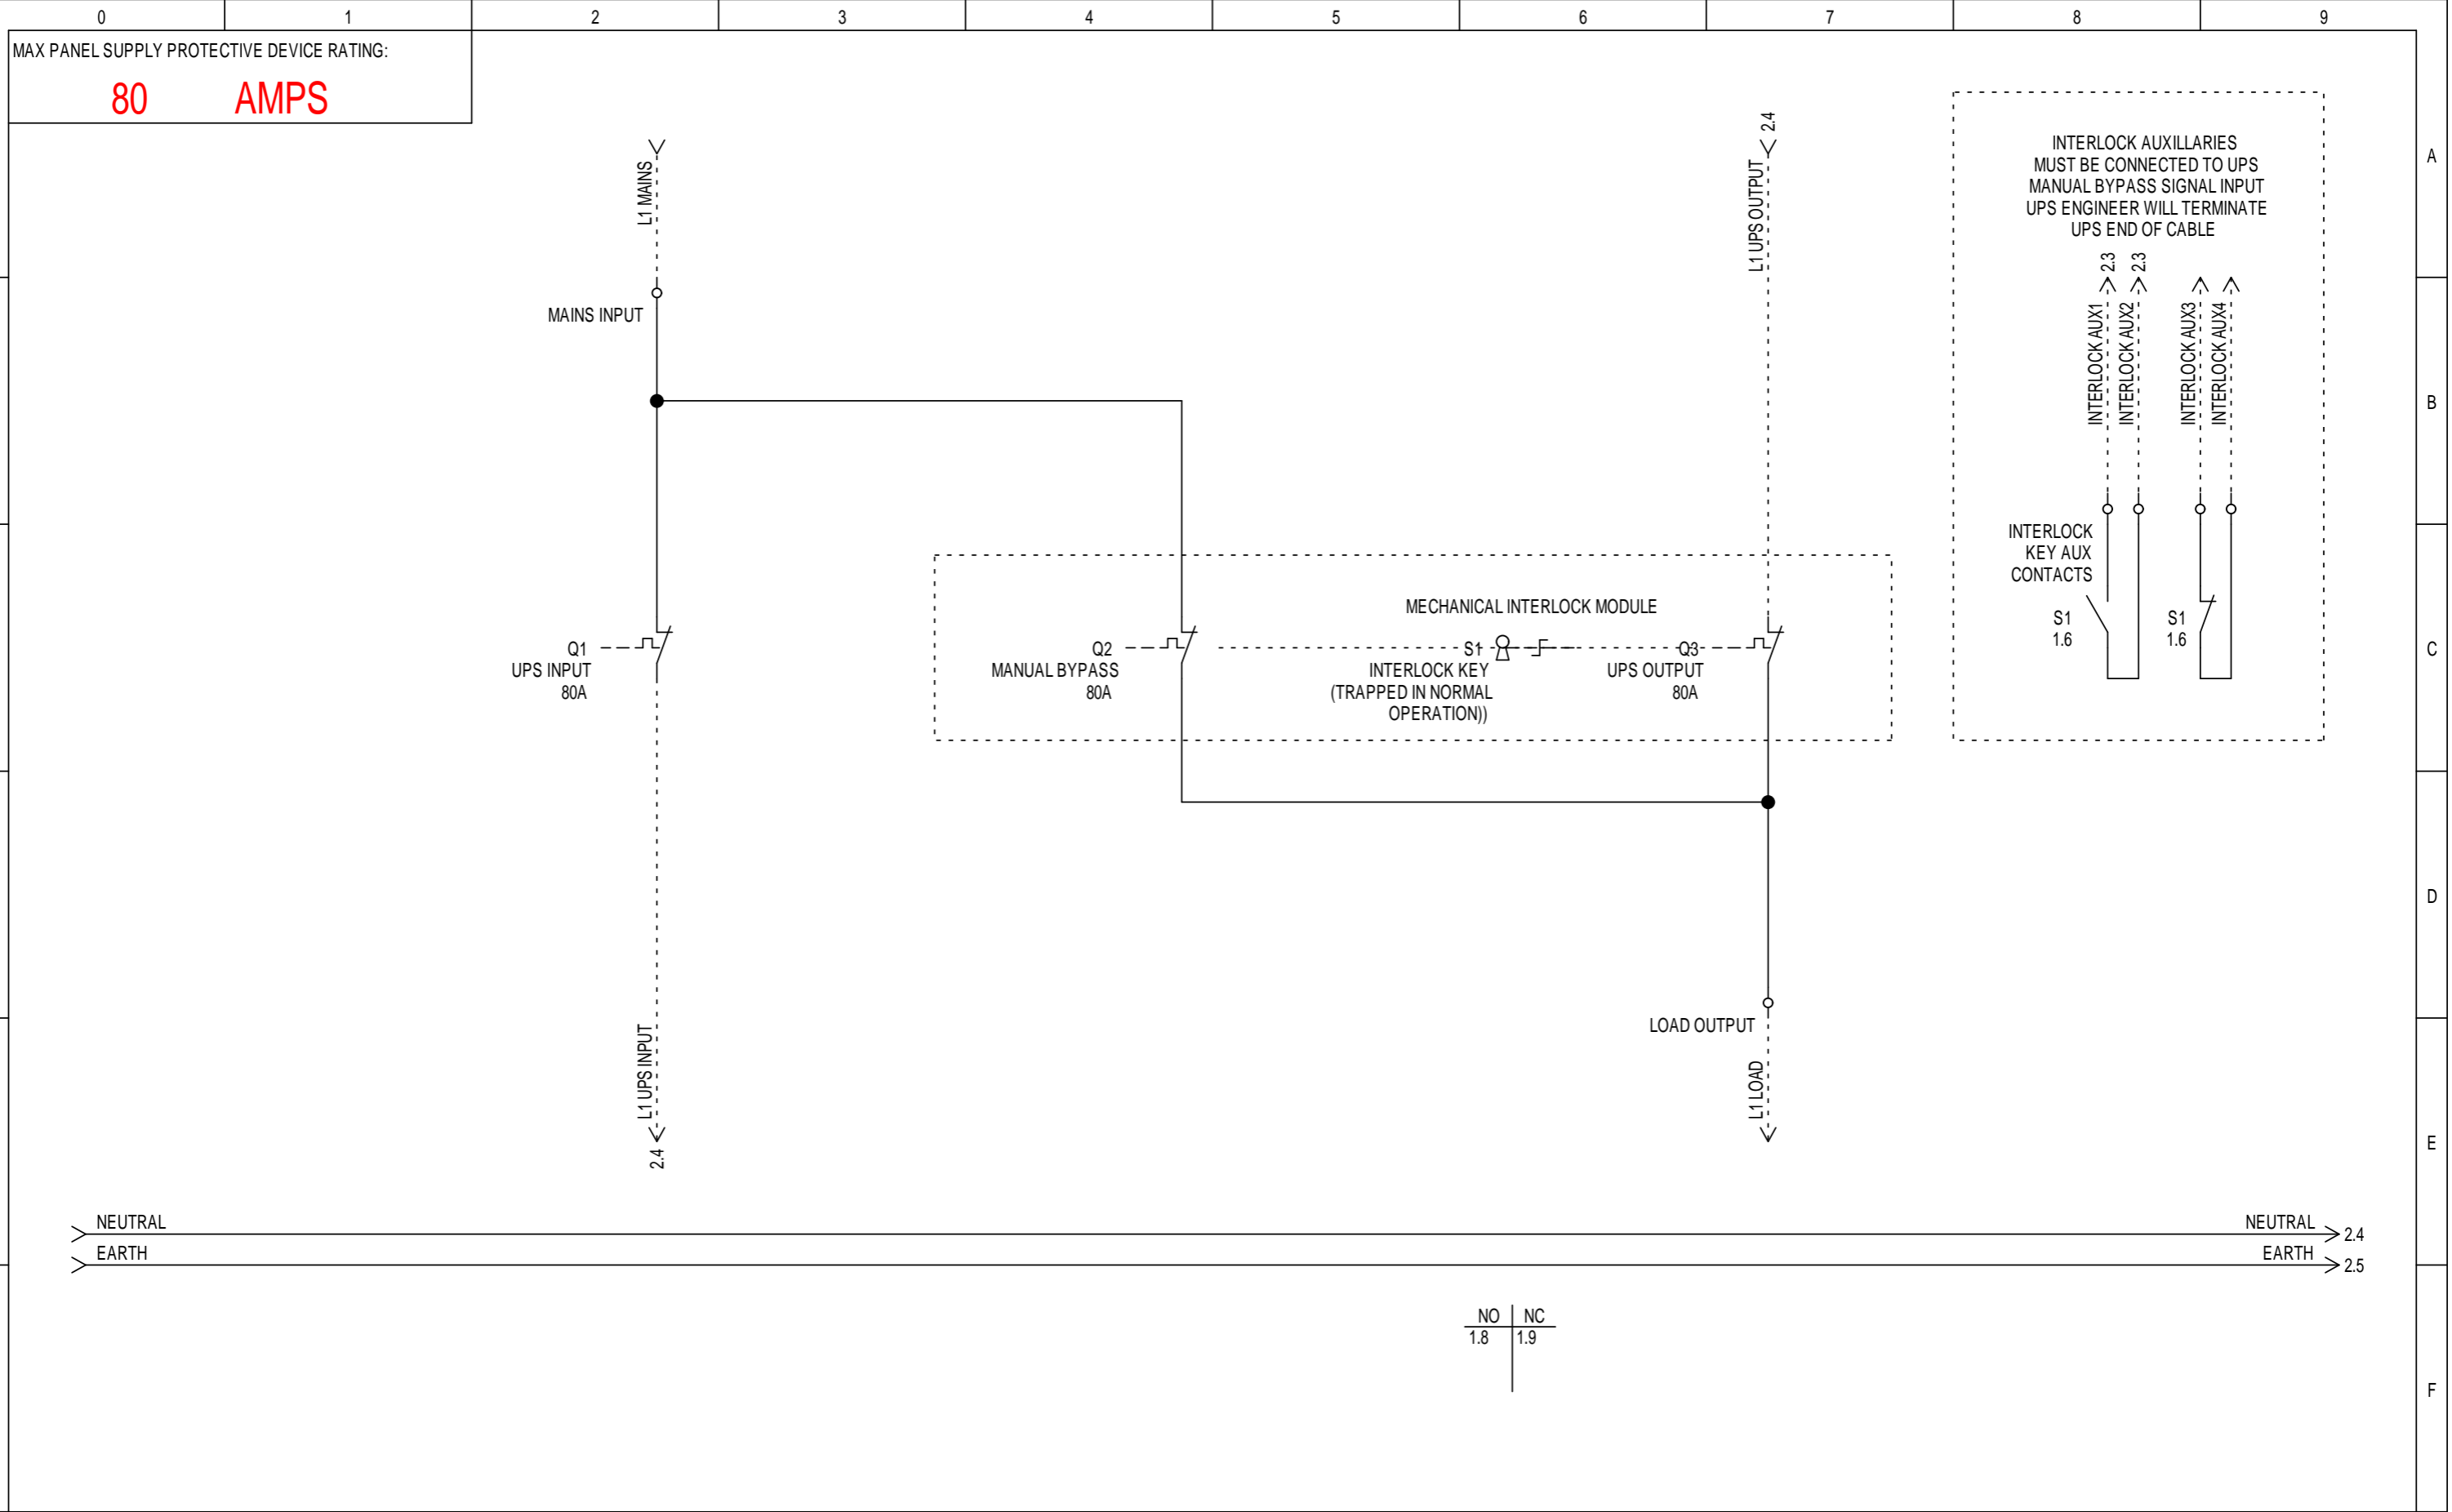 0 1 2 3 4 5 6 7 8 9
MAX PANEL SUPPLY PROTECTIVE DEVICE RATING:
80 AMPS
A
B
C
D
E
F
L1 MAINS
MAINS INPUT
2.4
L1 UPS OUTPUT
INTERLOCK AUXILLARIES
MUST BE CONNECTED TO UPS
MANUAL BYPASS SIGNAL INPUT
UPS ENGINEER WILL TERMINATE
UPS END OF CABLE
2.3
2.3
INTERLOCK AUX1
INTERLOCK AUX2
INTERLOCK AUX3
INTERLOCK AUX4
INTERLOCK
KEY AUX
CONTACTS
S1
1.6
S1
1.6
Q1
UPS INPUT
80A
Q2
MANUAL BYPASS
80A
MECHANICAL INTERLOCK MODULE
S1
INTERLOCK KEY
(TRAPPED IN NORMAL
OPERATION))
Q3
UPS OUTPUT
80A
L1 UPS INPUT
2.4
LOAD OUTPUT
L1 LOAD
NEUTRAL
NEUTRAL 2.4
EARTH
EARTH 2.5
NO NC
1.8 1.9